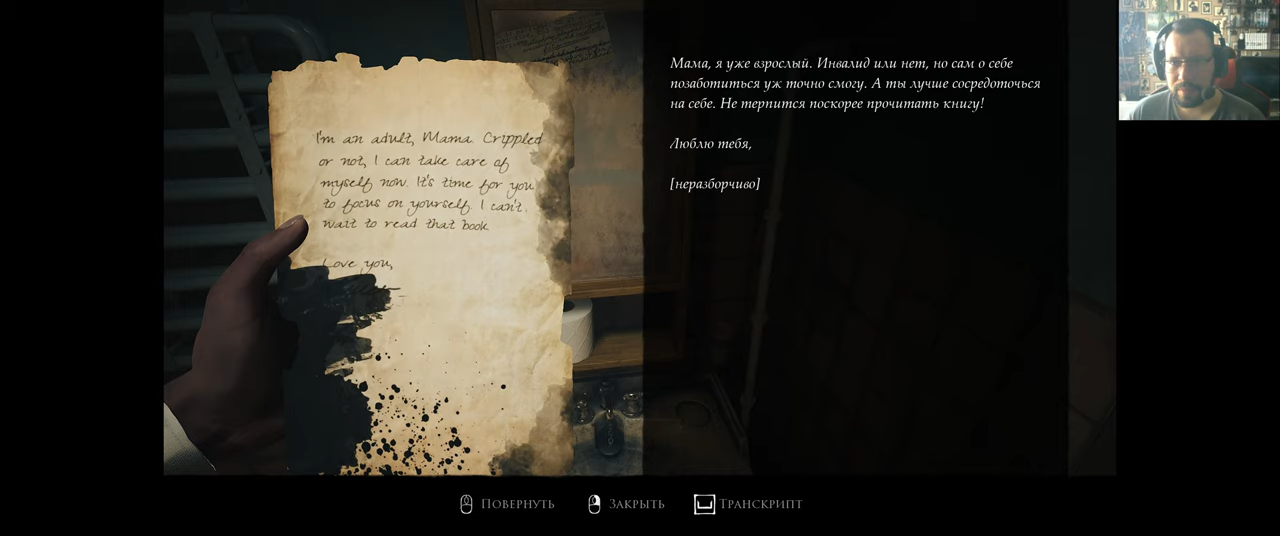 I'm an adult, Mama. Crippled
or not, I can take care of
myself now. It's time for you
to focus on yourself. I can't
wait to read that book.
Love you,
Мама, я уже взрослый. Инвалид или нет, но сам о себе
позаботиться уж точно смогу. А ты лучше сосредоточься
на себе. Не терпится поскорее прочитать книгу!
Люблю тебя,
[неразборчиво]
Повернуть
Закрыть
Транскрипт